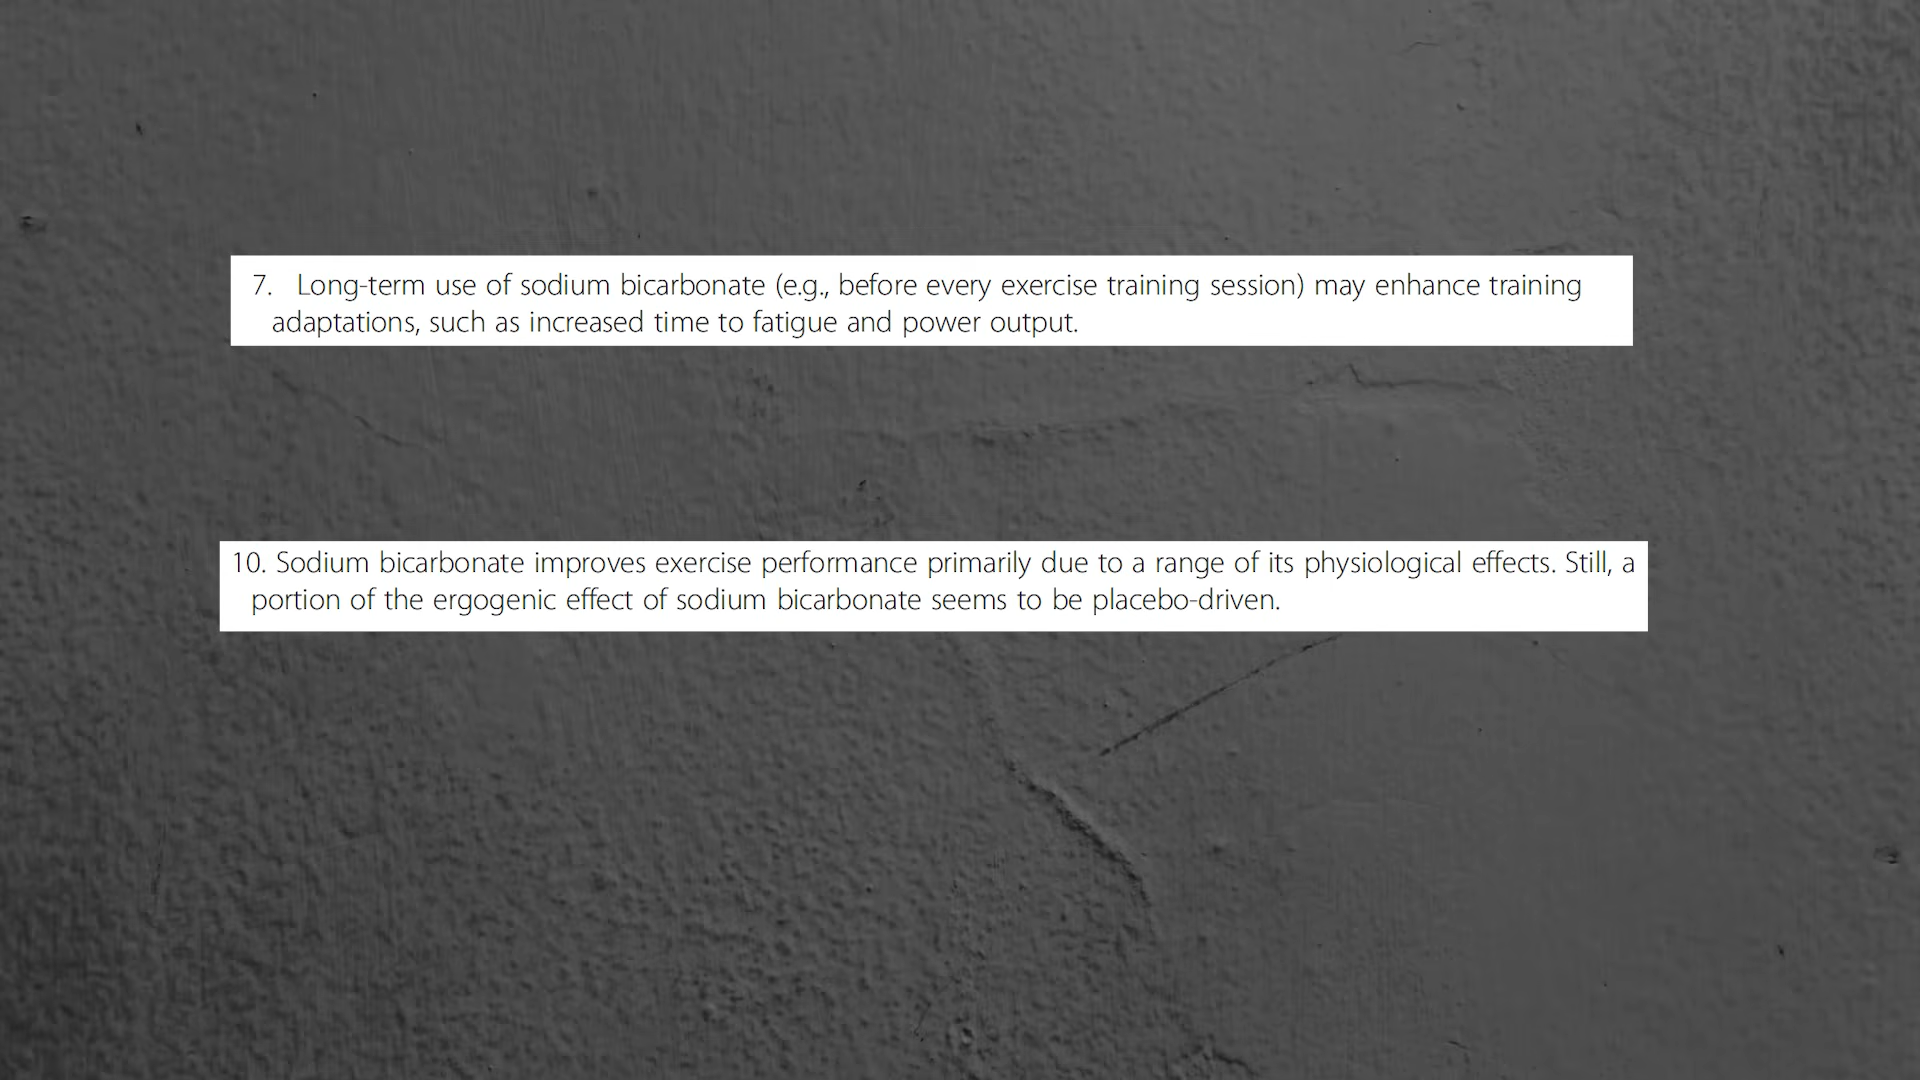 7. Long-term use of sodium bicarbonate (e.g., before every exercise training session) may enhance training
adaptations, such as increased time to fatigue and power output.
10. Sodium bicarbonate improves exercise performance primarily due to a range of its physiological effects. Still, a
portion of the ergogenic effect of sodium bicarbonate seems to be placebo-driven.